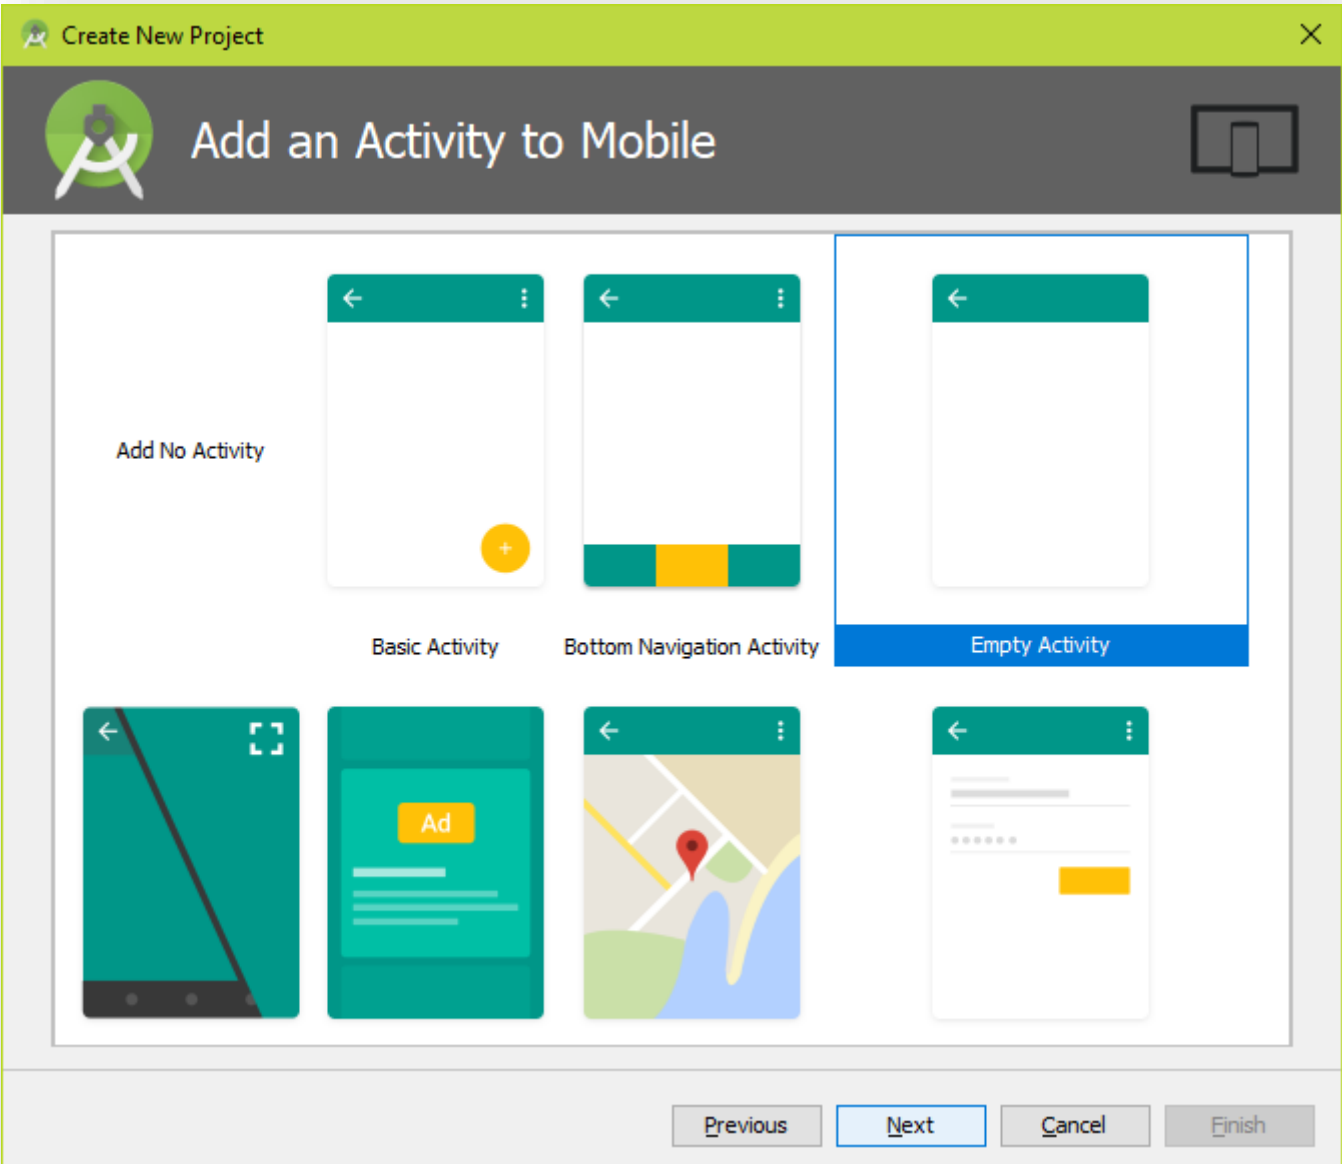 Create New Project
Add an Activity to Mobile
Add No Activity
Basic Activity
Bottom Navigation Activity
Empty Activity
Ad
Previous
Next
Cancel
Finish